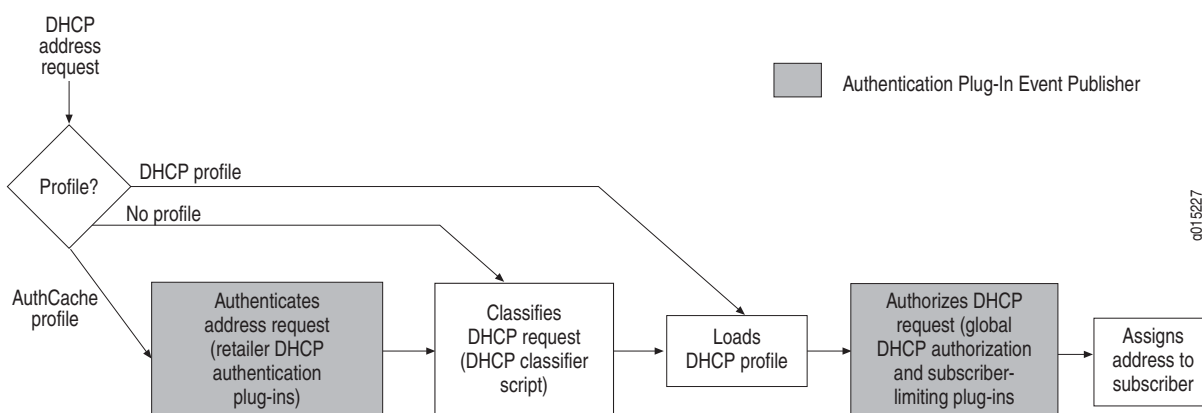 DHCP
address
request
Authentication Plug-In Event Publisher
Profile?
DHCP profile
No profile
AuthCache
profile
Authenticates
address request
(retailer DHCP
authentication
plug-ins)
Classifies
DHCP request
(DHCP classifier
script)
Loads
DHCP profile
Authorizes DHCP
request (global
DHCP authorization
and subscriber-
limiting plug-ins
Assigns
address to
subscriber
g015227